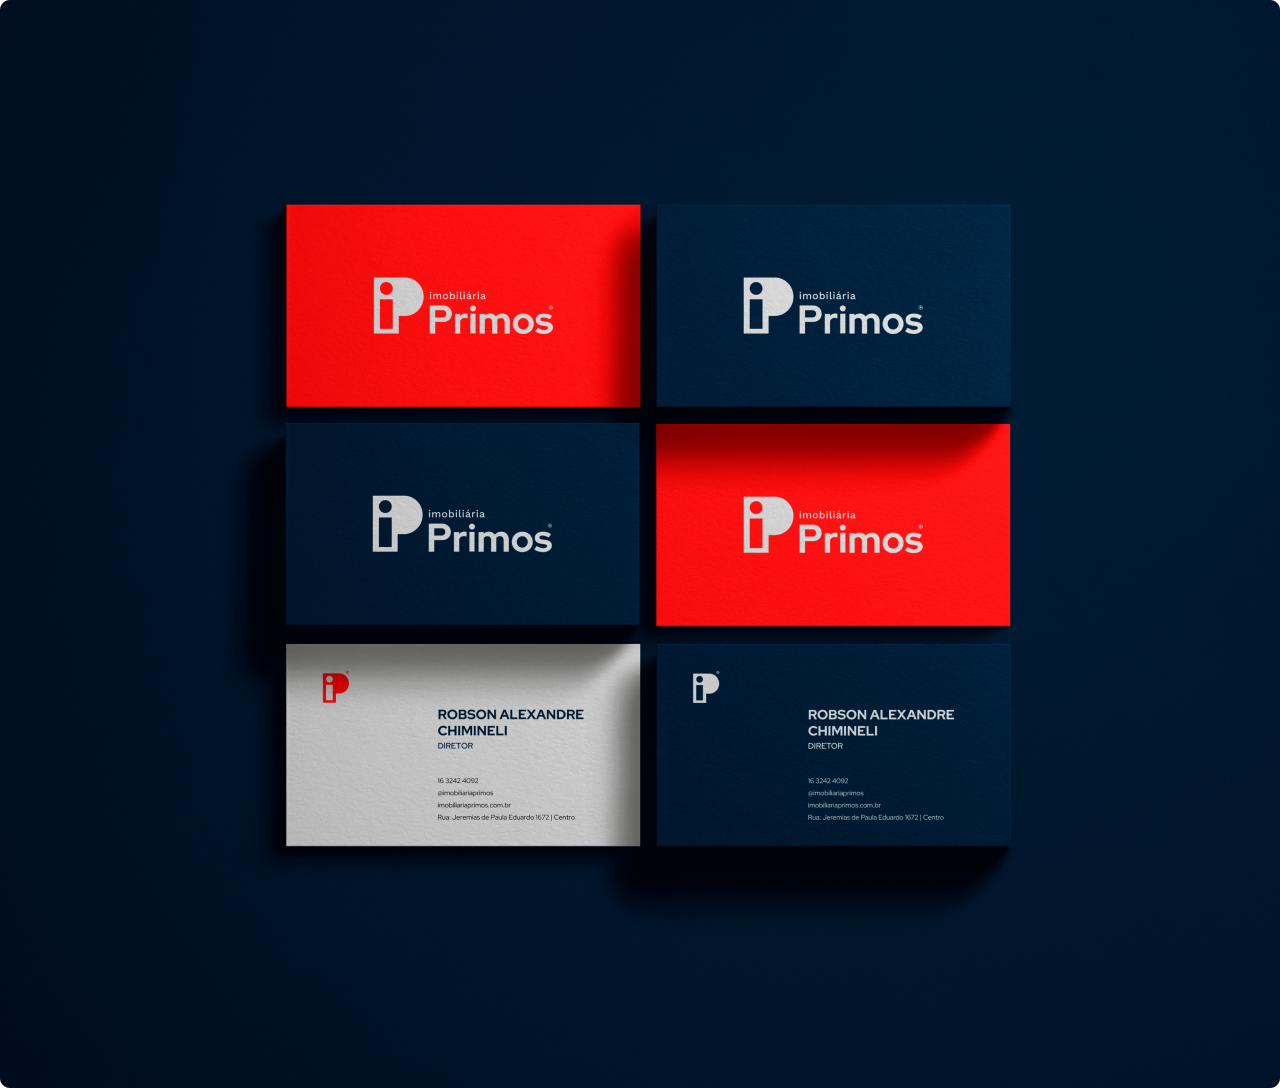 imobiliária
Primos®
imobiliária
Primos®
imobiliária
Primos®
imobiliária
Primos®
iP
ROBSON ALEXANDRE
CHIMINELI
DIRETOR
16 3242 4092
@imobiliariaprimos
imobiliariaprimos.com.br
Rua: Jeremias de Paula Eduardo 1672 | Centro
iP
ROBSON ALEXANDRE
CHIMINELI
DIRETOR
16 3242 4092
@imobiliariaprimos
imobiliariaprimos.com.br
Rua: Jeremias de Paula Eduardo 1672 | Centro